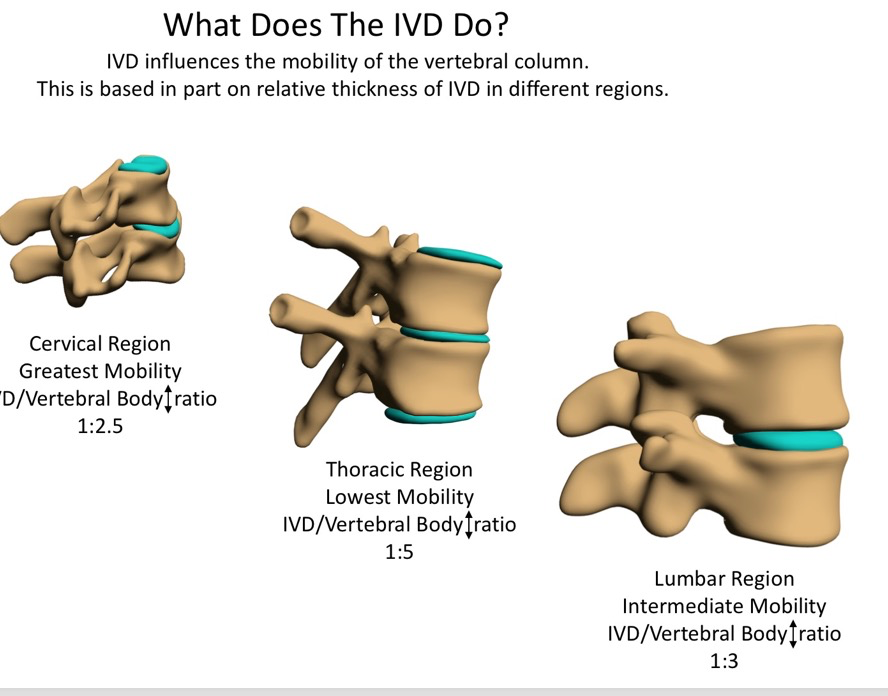 What Does The IVD Do?
IVD influences the mobility of the vertebral column.
This is based in part on relative thickness of IVD in different regions.
Cervical Region
Greatest Mobility
VD/Vertebral Body↕ratio
1:2.5
Thoracic Region
Lowest Mobility
IVD/Vertebral Body↕ratio
1:5
Lumbar Region
Intermediate Mobility
IVD/Vertebral Body↕ratio
1:3